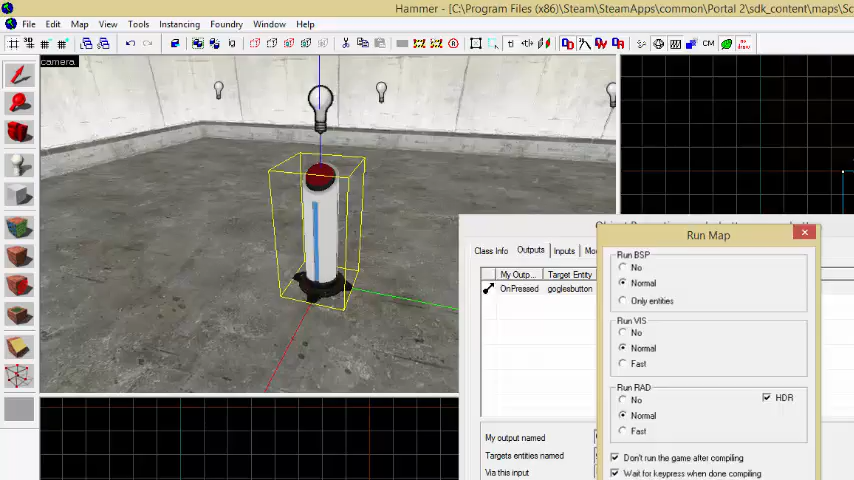 Hammer - [C:\Program Files (x86)\Steam\SteamApps\common\Portal 2\sdk_content\maps\Sc
File Edit Map View Tools Instancing Foundry Window Help
CM
camera
Class Info Outputs Inputs
My Outp... Target Entity
OnPressed goglesbutton
My output named
Targets entities named
Via this input
Run Map
Run BSP
No
Normal
Only entities
Run VIS
No
Normal
Fast
Run RAD
No
HDR
Normal
Fast
Don't run the game after compiling
Wait for keypress when done compiling